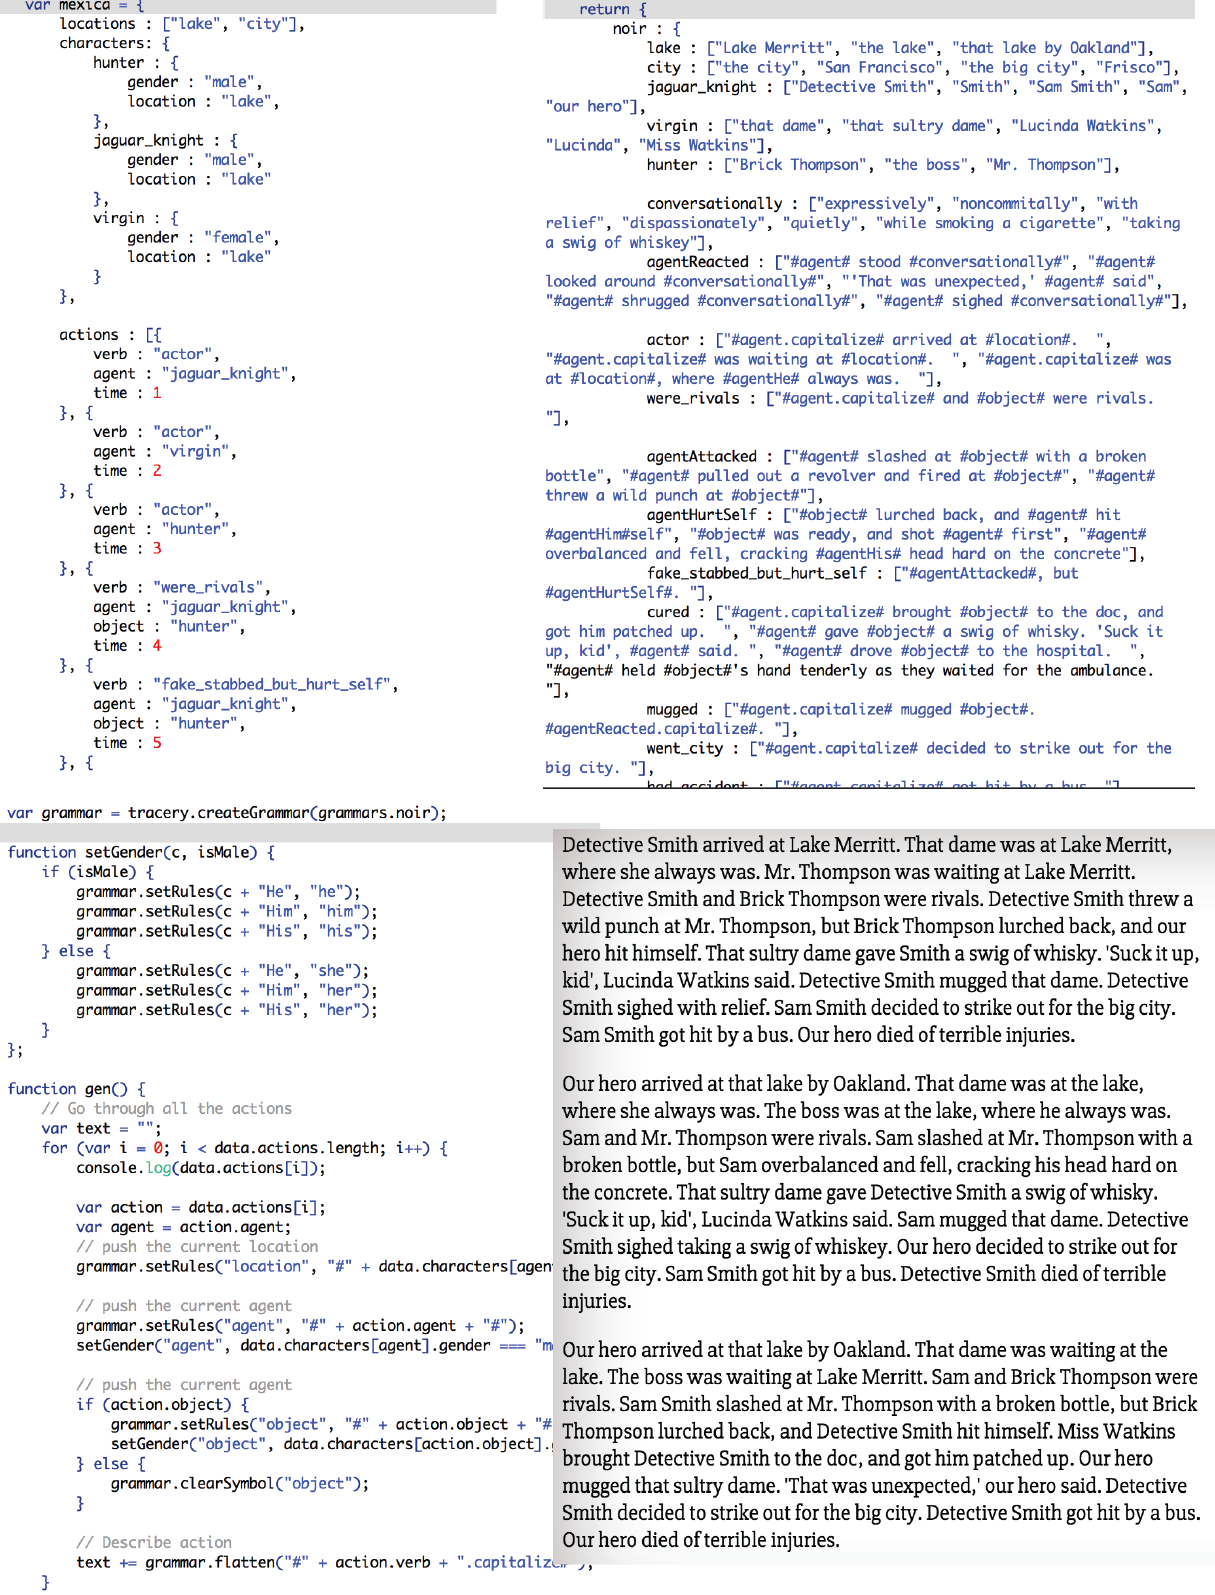 var mexica = {
locations : ["lake", "city"],
characters: {
hunter : {
gender : "male",
location : "lake",
},
jaguar_knight : {
gender : "male",
location : "lake"
},
virgin : {
gender : "female",
location : "lake"
}
},
actions : [{
verb : "actor",
agent : "jaguar_knight",
time : 1
}, {
verb : "actor",
agent : "virgin",
time : 2
}, {
verb : "actor",
agent : "hunter",
time : 3
}, {
verb : "were_rivals",
agent : "jaguar_knight",
object : "hunter",
time : 4
}, {
verb : "fake_stabbed_but_hurt_self",
agent : "jaguar_knight",
object : "hunter",
time : 5
}, {
return {
noir : {
lake : ["Lake Merritt", "the lake", "that lake by Oakland"],
city : ["the city", "San Francisco", "the big city", "Frisco"],
jaguar_knight : ["Detective Smith", "Smith", "Sam Smith", "Sam",
"our hero"],
virgin : ["that dame", "that sultry dame", "Lucinda Watkins",
"Lucinda", "Miss Watkins"],
hunter : ["Brick Thompson", "the boss", "Mr. Thompson"],
conversationally : ["expressively", "noncommitally", "with
relief", "dispassionately", "quietly", "while smoking a cigarette", "taking
a swig of whiskey"],
agentReacted : ["#agent# stood #conversationally#", "#agent#
looked around #conversationally#", "'That was unexpected,' #agent# said",
"#agent# shrugged #conversationally#", "#agent# sighed #conversationally#"],
actor : ["#agent.capitalize# arrived at #location#.  ",
"#agent.capitalize# was waiting at #location#.  ", "#agent.capitalize# was
at #location#, where #agentHe# always was.  "],
were_rivals : ["#agent.capitalize# and #object# were rivals.
"],
agentAttacked : ["#agent# slashed at #object# with a broken
bottle", "#agent# pulled out a revolver and fired at #object#", "#agent#
threw a wild punch at #object#"],
agentHurtSelf : ["#object# lurched back, and #agent# hit
#agentHim#self", "#object# was ready, and shot #agent# first", "#agent#
overbalanced and fell, cracking #agentHis# head hard on the concrete"],
fake_stabbed_but_hurt_self : ["#agentAttacked#, but
#agentHurtSelf#. "],
cured : ["#agent.capitalize# brought #object# to the doc, and
got him patched up.  ", "#agent# gave #object# a swig of whisky. 'Suck it
up, kid', #agent# said. ", "#agent# drove #object# to the hospital.  ",
"#agent# held #object#'s hand tenderly as they waited for the ambulance.
"],
mugged : ["#agent.capitalize# mugged #object#.
#agentReacted.capitalize#. "],
went_city : ["#agent.capitalize# decided to strike out for the
big city. "],
had_accident : ["#agent.capitalize# got hit by a bus.  "]
var grammar = tracery.createGrammar(grammars.noir);
function setGender(c, isMale) {
if (isMale) {
grammar.setRules(c + "He", "he");
grammar.setRules(c + "Him", "him");
grammar.setRules(c + "His", "his");
} else {
grammar.setRules(c + "He", "she");
grammar.setRules(c + "Him", "her");
grammar.setRules(c + "His", "her");
}
};
function gen() {
// Go through all the actions
var text = "";
for (var i = 0; i < data.actions.length; i++) {
console.log(data.actions[i]);
var action = data.actions[i];
var agent = action.agent;
// push the current location
grammar.setRules("location", "#" + data.characters[agen
// push the current agent
grammar.setRules("agent", "#" + action.agent + "#");
setGender("agent", data.characters[agent].gender === "m
// push the current agent
if (action.object) {
grammar.setRules("object", "#" + action.object + "#
setGender("object", data.characters[action.object].
} else {
grammar.clearSymbol("object");
}
// Describe action
text += grammar.flatten("#" + action.verb + ".capitalize#");
}
Detective Smith arrived at Lake Merritt. That dame was at Lake Merritt,
where she always was. Mr. Thompson was waiting at Lake Merritt.
Detective Smith and Brick Thompson were rivals. Detective Smith threw a
wild punch at Mr. Thompson, but Brick Thompson lurched back, and our
hero hit himself. That sultry dame gave Smith a swig of whisky. 'Suck it up,
kid', Lucinda Watkins said. Detective Smith mugged that dame. Detective
Smith sighed with relief. Sam Smith decided to strike out for the big city.
Sam Smith got hit by a bus. Our hero died of terrible injuries.
Our hero arrived at that lake by Oakland. That dame was at the lake,
where she always was. The boss was at the lake, where he always was.
Sam and Mr. Thompson were rivals. Sam slashed at Mr. Thompson with a
broken bottle, but Sam overbalanced and fell, cracking his head hard on
the concrete. That sultry dame gave Detective Smith a swig of whisky.
'Suck it up, kid', Lucinda Watkins said. Sam mugged that dame. Detective
Smith sighed taking a swig of whiskey. Our hero decided to strike out for
the big city. Sam Smith got hit by a bus. Detective Smith died of terrible
injuries.
Our hero arrived at that lake by Oakland. That dame was waiting at the
lake. The boss was waiting at Lake Merritt. Sam and Brick Thompson were
rivals. Sam Smith slashed at Mr. Thompson with a broken bottle, but Brick
Thompson lurched back, and Detective Smith hit himself. Miss Watkins
brought Detective Smith to the doc, and got him patched up. Our hero
mugged that sultry dame. 'That was unexpected,' our hero said. Detective
Smith decided to strike out for the big city. Detective Smith got hit by a bus.
Our hero died of terrible injuries.